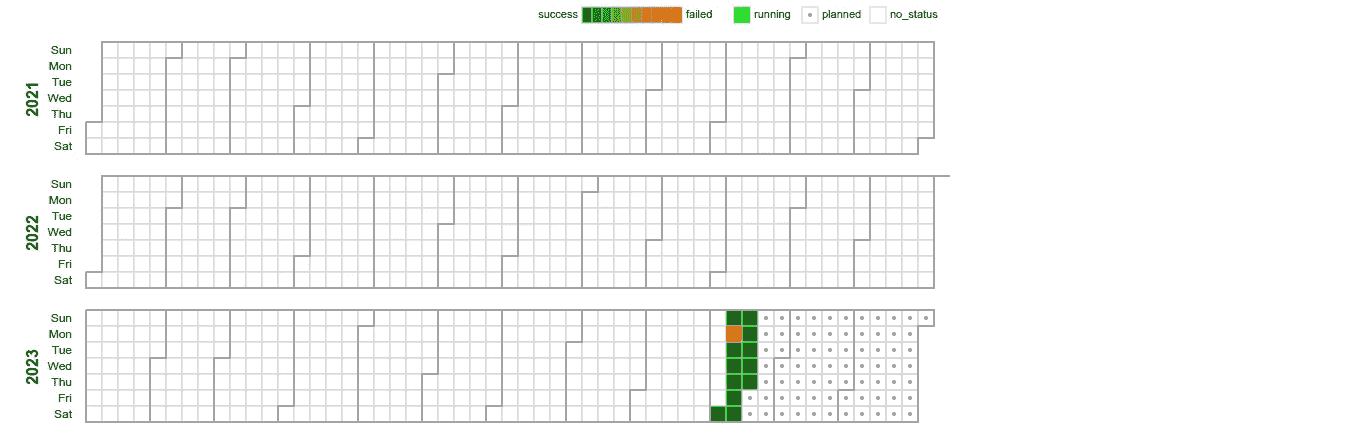 success failed running planned no_status
2021
Sun
Mon
Tue
Wed
Thu
Fri
Sat
2022
Sun
Mon
Tue
Wed
Thu
Fri
Sat
2023
Sun
Mon
Tue
Wed
Thu
Fri
Sat